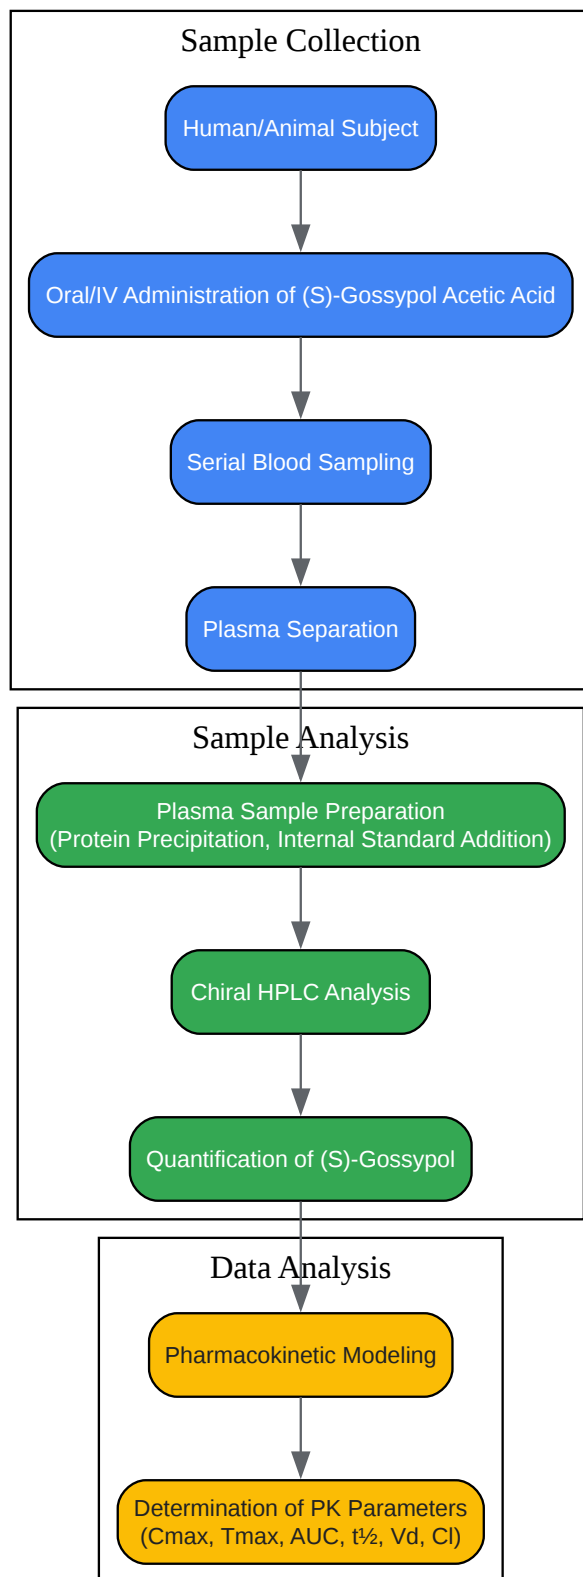 Sample Collection
Human/Animal Subject
Oral/IV Administration of (S)-Gossypol Acetic Acid
Serial Blood Sampling
Plasma Separation
Sample Analysis
Plasma Sample Preparation
(Protein Precipitation, Internal Standard Addition)
Chiral HPLC Analysis
Quantification of (S)-Gossypol
Data Analysis
Pharmacokinetic Modeling
Determination of PK Parameters
(Cmax, Tmax, AUC, t½, Vd, Cl)